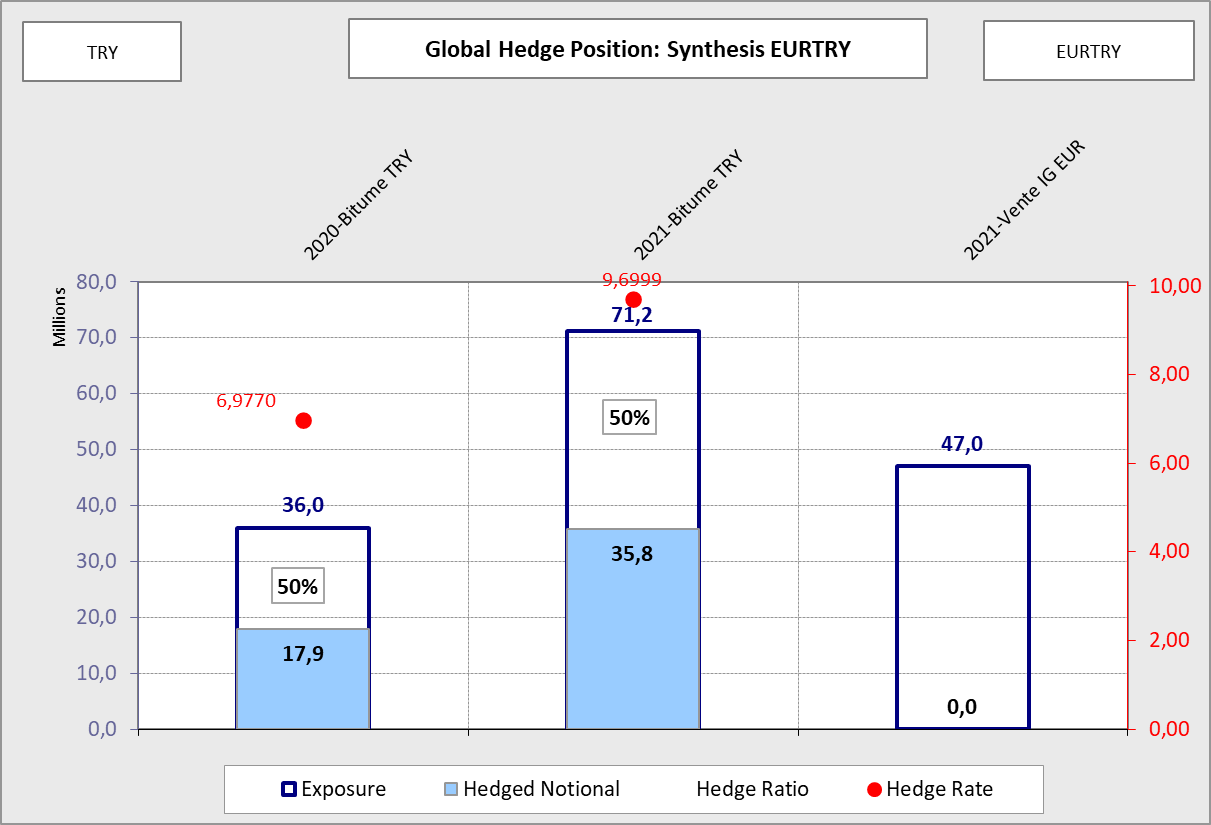 TRY
Global Hedge Position: Synthesis EURTRY
EURTRY
2020-Bitume TRY
2021-Bitume TRY
2021-Vente IG EUR
Millions
80,0
70,0
60,0
50,0
40,0
30,0
20,0
10,0
0,0
6,9770
36,0
50%
17,9
9,6999
71,2
50%
35,8
47,0
0,0
10,00
8,00
6,00
4,00
2,00
0,00
Exposure
Hedged Notional
Hedge Ratio
Hedge Rate